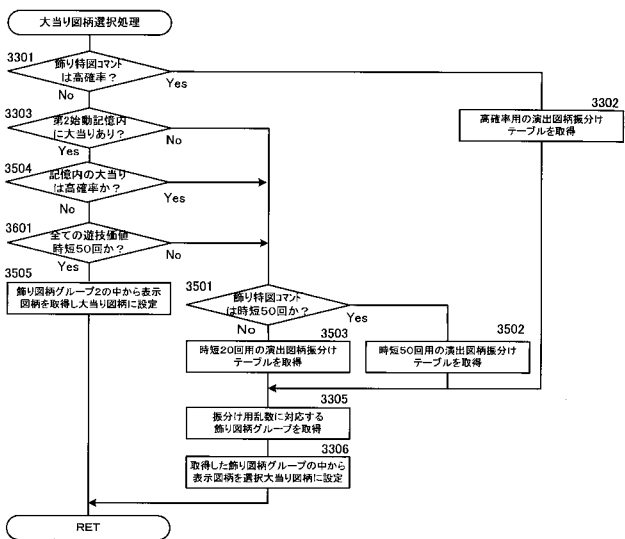 大当り図柄選択処理
3301
飾り特図コマンド
は高確率？
Yes
No
3302
高確率用の演出図柄振分け
テーブルを取得
3303
第2始動記憶内
に大当りあり？
No
Yes
3504
記憶内の大当り
は高確率か？
Yes
No
3601
全ての遊技価値
時短50回か？
No
Yes
3505
飾り図柄グループ2の中から表示
図柄を取得し大当り図柄に設定
3501
飾り特図コマンド
は時短50回か？
Yes
No
3503
時短20回用の演出図柄振分け
テーブルを取得
3502
時短50回用の演出図柄振分け
テーブルを取得
3305
振分け用乱数に対応する
飾り図柄グループを取得
3306
取得した飾り図柄グループの中から
表示図柄を選択大当り図柄に設定
RET